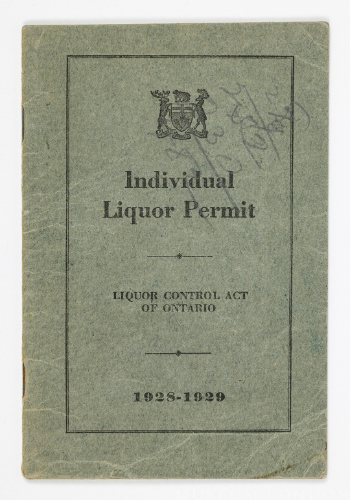 Individual
Liquor Permit
LIQUOR CONTROL ACT
OF ONTARIO
1928-1929